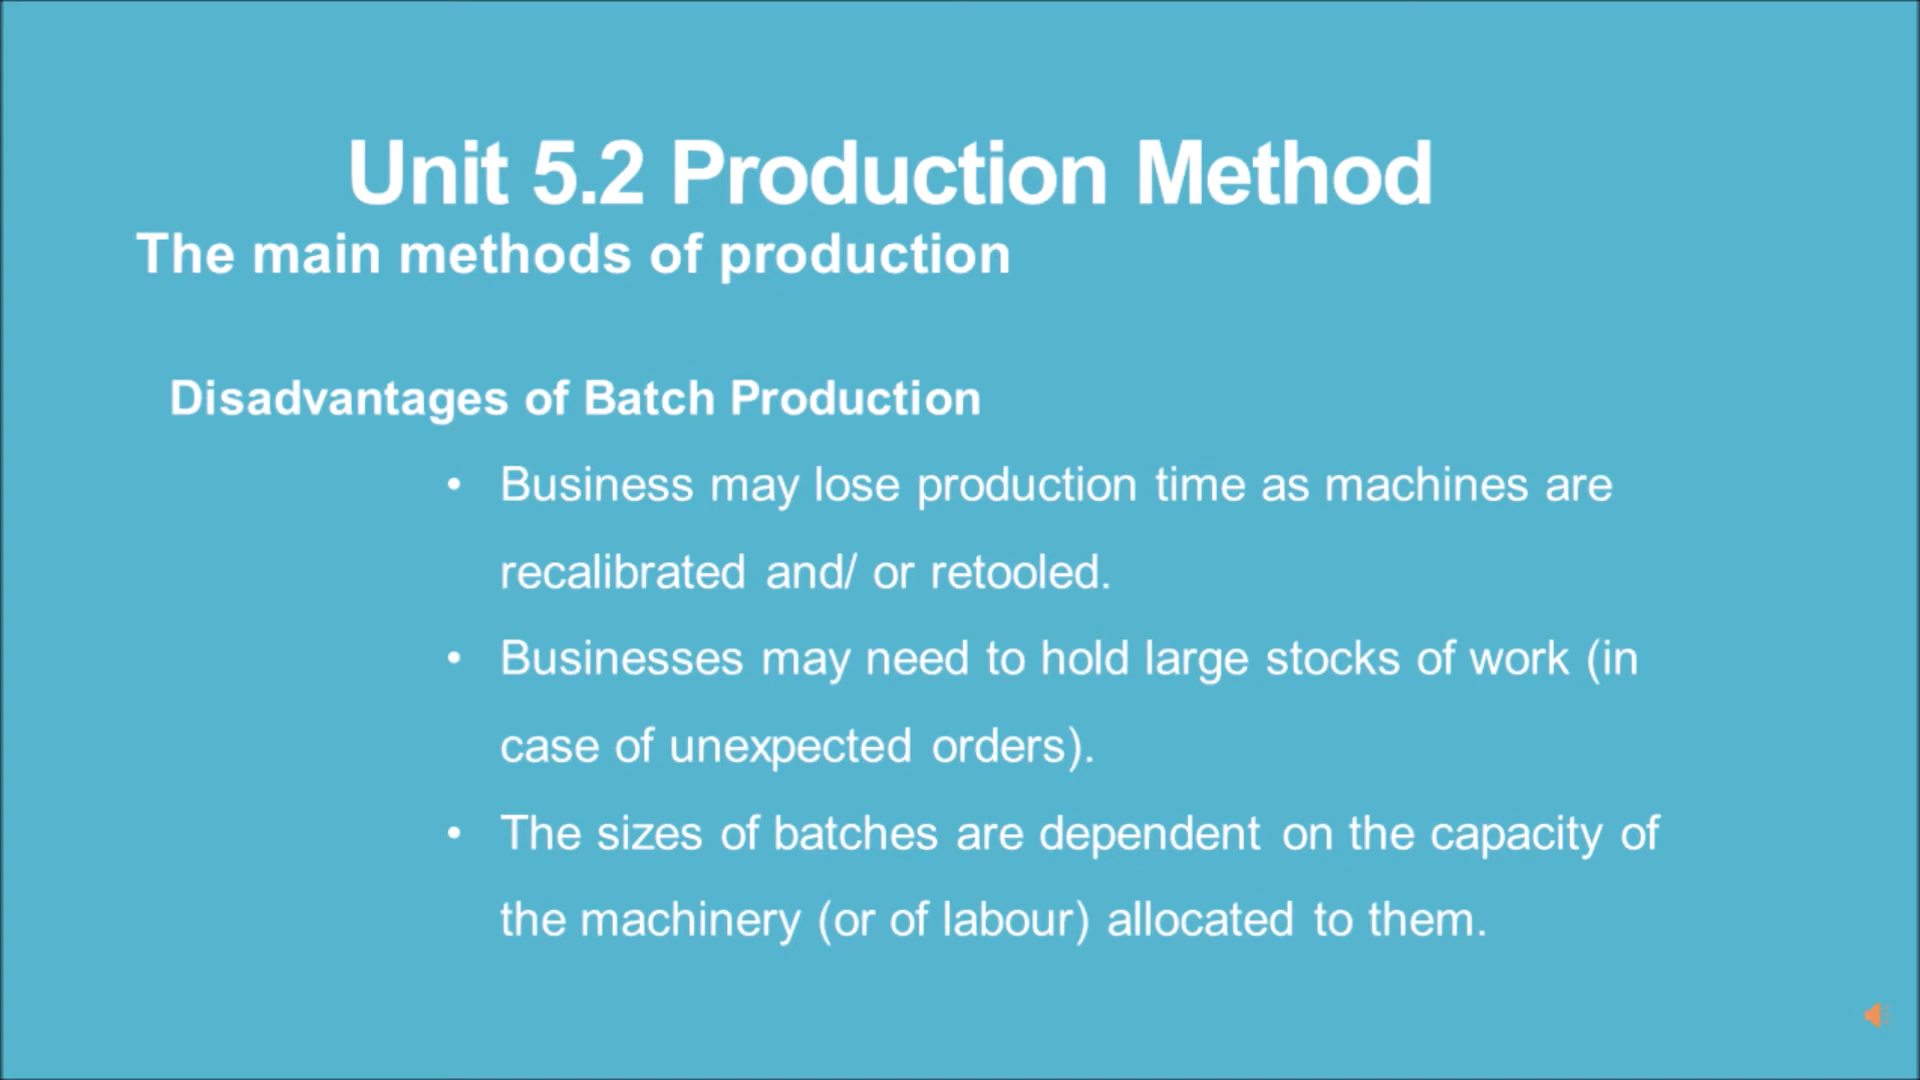 Unit 5.2 Production Method
The main methods of production
Disadvantages of Batch Production
• Business may lose production time as machines are
recalibrated and/ or retooled.
• Businesses may need to hold large stocks of work (in
case of unexpected orders).
• The sizes of batches are dependent on the capacity of
the machinery (or of labour) allocated to them.